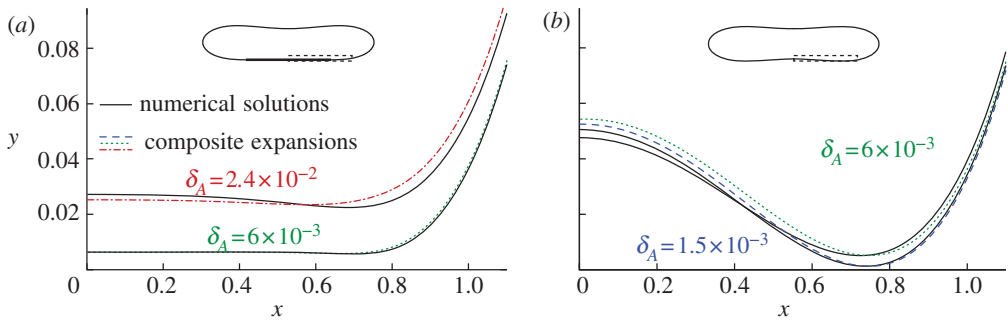 (a)
0.08
0.06
y
0.04
0.02
0
0.2
0.4
0.6
0.8
1.0
x
numerical solutions
composite expansions
δ_A=2.4×10⁻²
δ_A=6×10⁻³
(b)
δ_A=6×10⁻³
δ_A=1.5×10⁻³
0
0.2
0.4
0.6
0.8
1.0
x